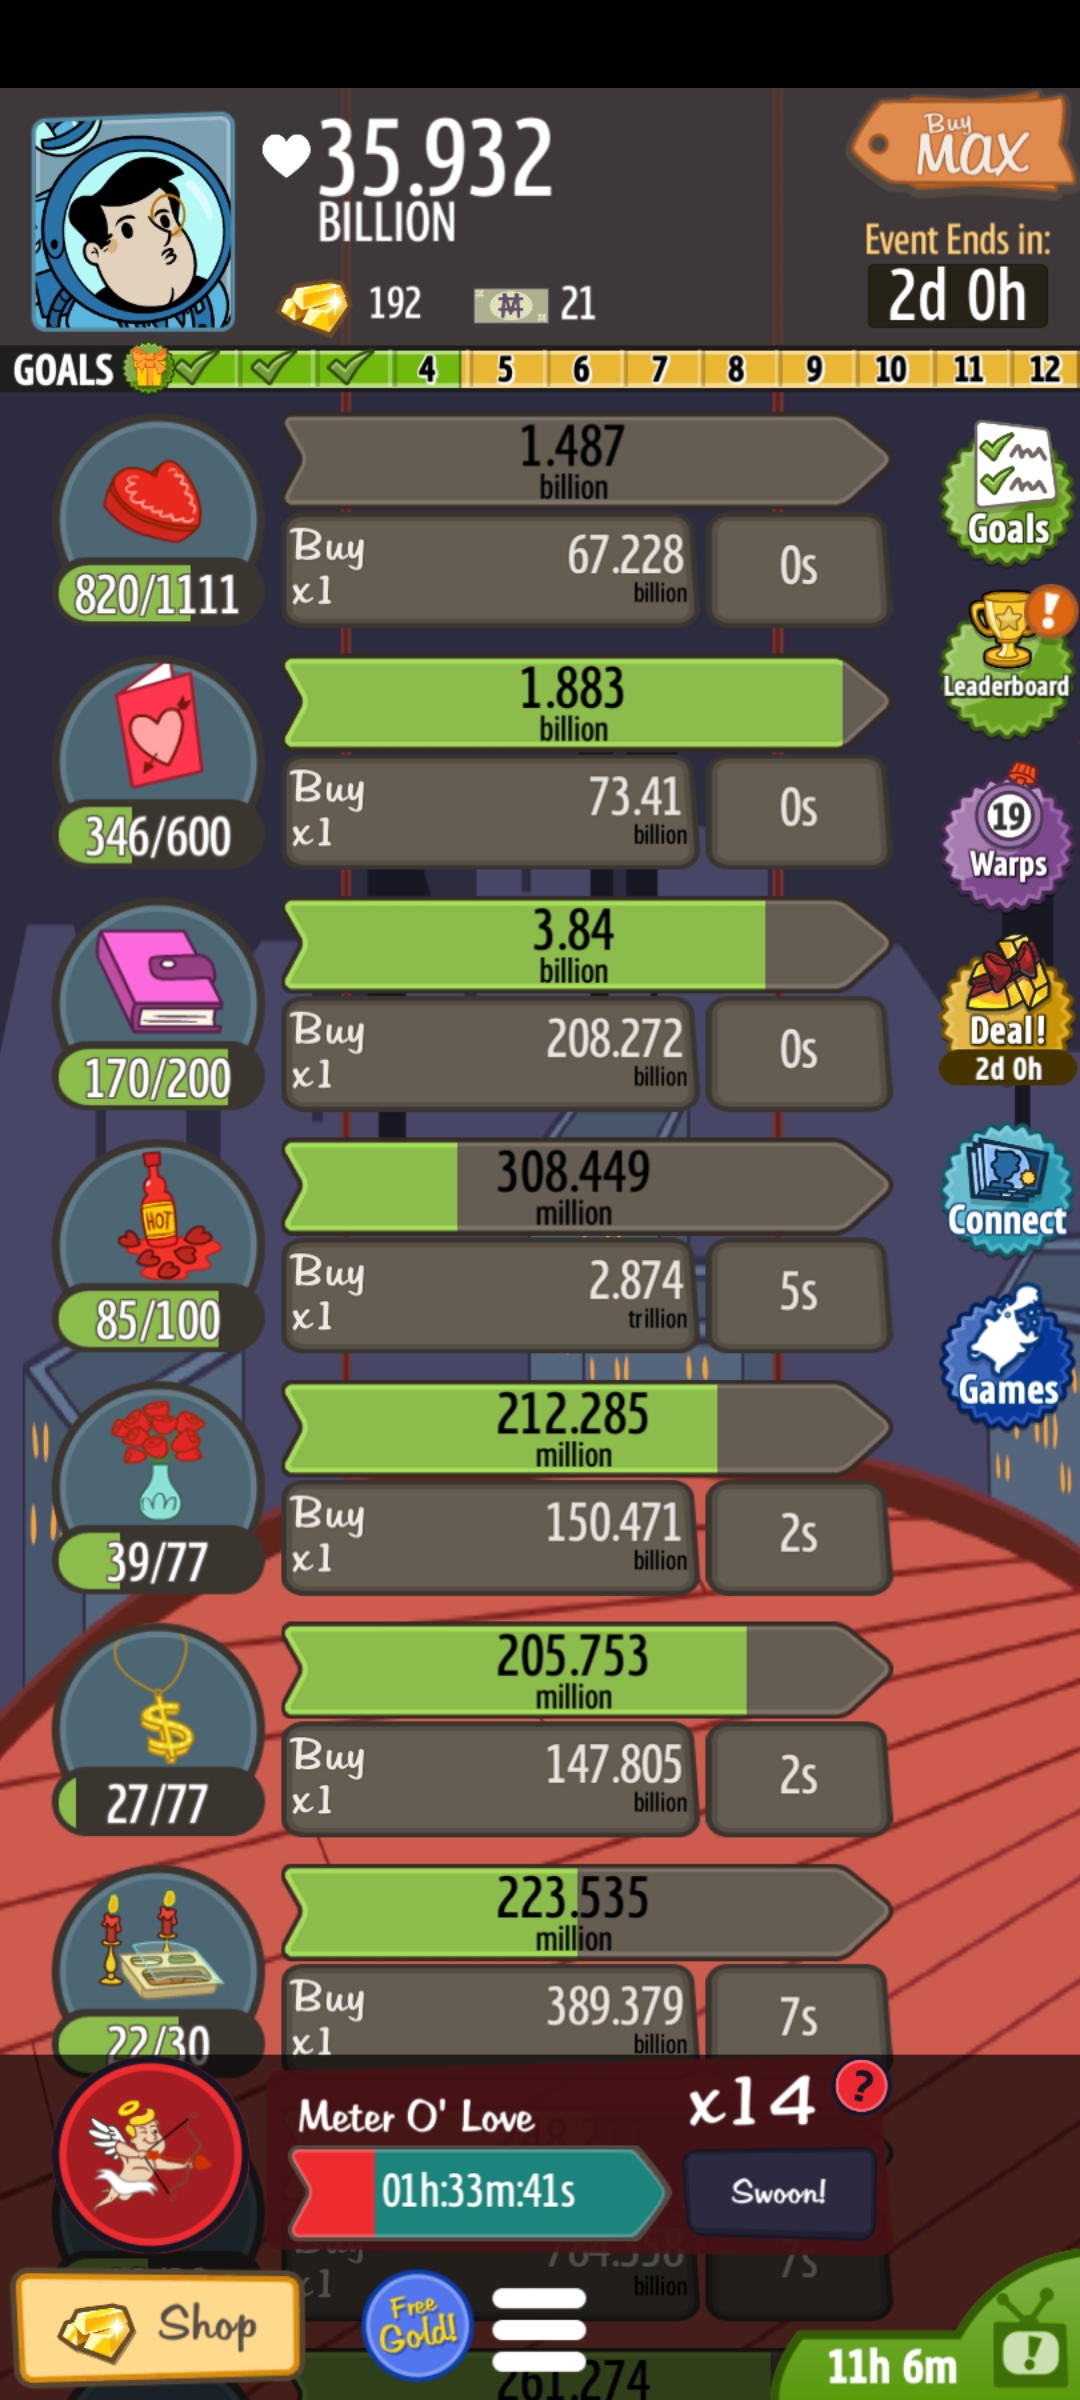 35.932
BILLION
192
21
Buy
MAX
Event Ends in:
2d 0h
GOALS 4 5 6 7 8 9 10 11 12
1.487
billion
820/1111
Buy
x1
67.228
billion
0s
Goals
Leaderboard
1.883
billion
346/600
Buy
x1
73.41
billion
0s
19
Warps
3.84
billion
170/200
Buy
x1
208.272
billion
0s
Deal!
2d 0h
308.449
million
HOT
85/100
Buy
x1
2.874
trillion
5s
Connect
212.285
million
39/77
Buy
x1
150.471
billion
2s
Games
205.753
million
27/77
Buy
x1
147.805
billion
2s
223.535
million
22/30
Buy
x1
389.379
billion
7s
Meter O' Love
x14
?
01h:33m:41s
Swoon!
Buy
x1
784.558
billion
7s
Shop
Free
Gold!
261.274
11h 6m